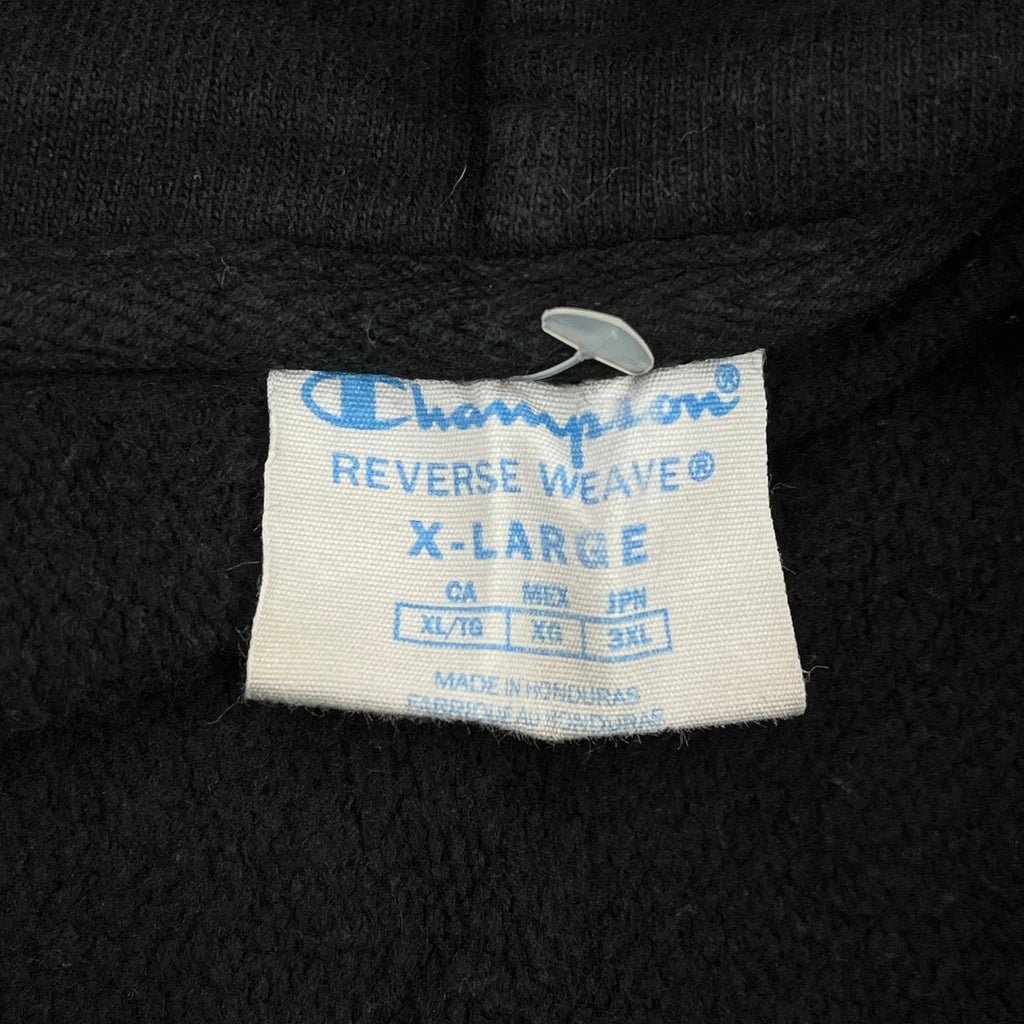 Champion®
REVERSE WEAVE®
X-LARGE
CA MEX JPN
XL/TG XG 3XL
MADE IN HONDURAS
FABRIQUÉ AU HONDURAS